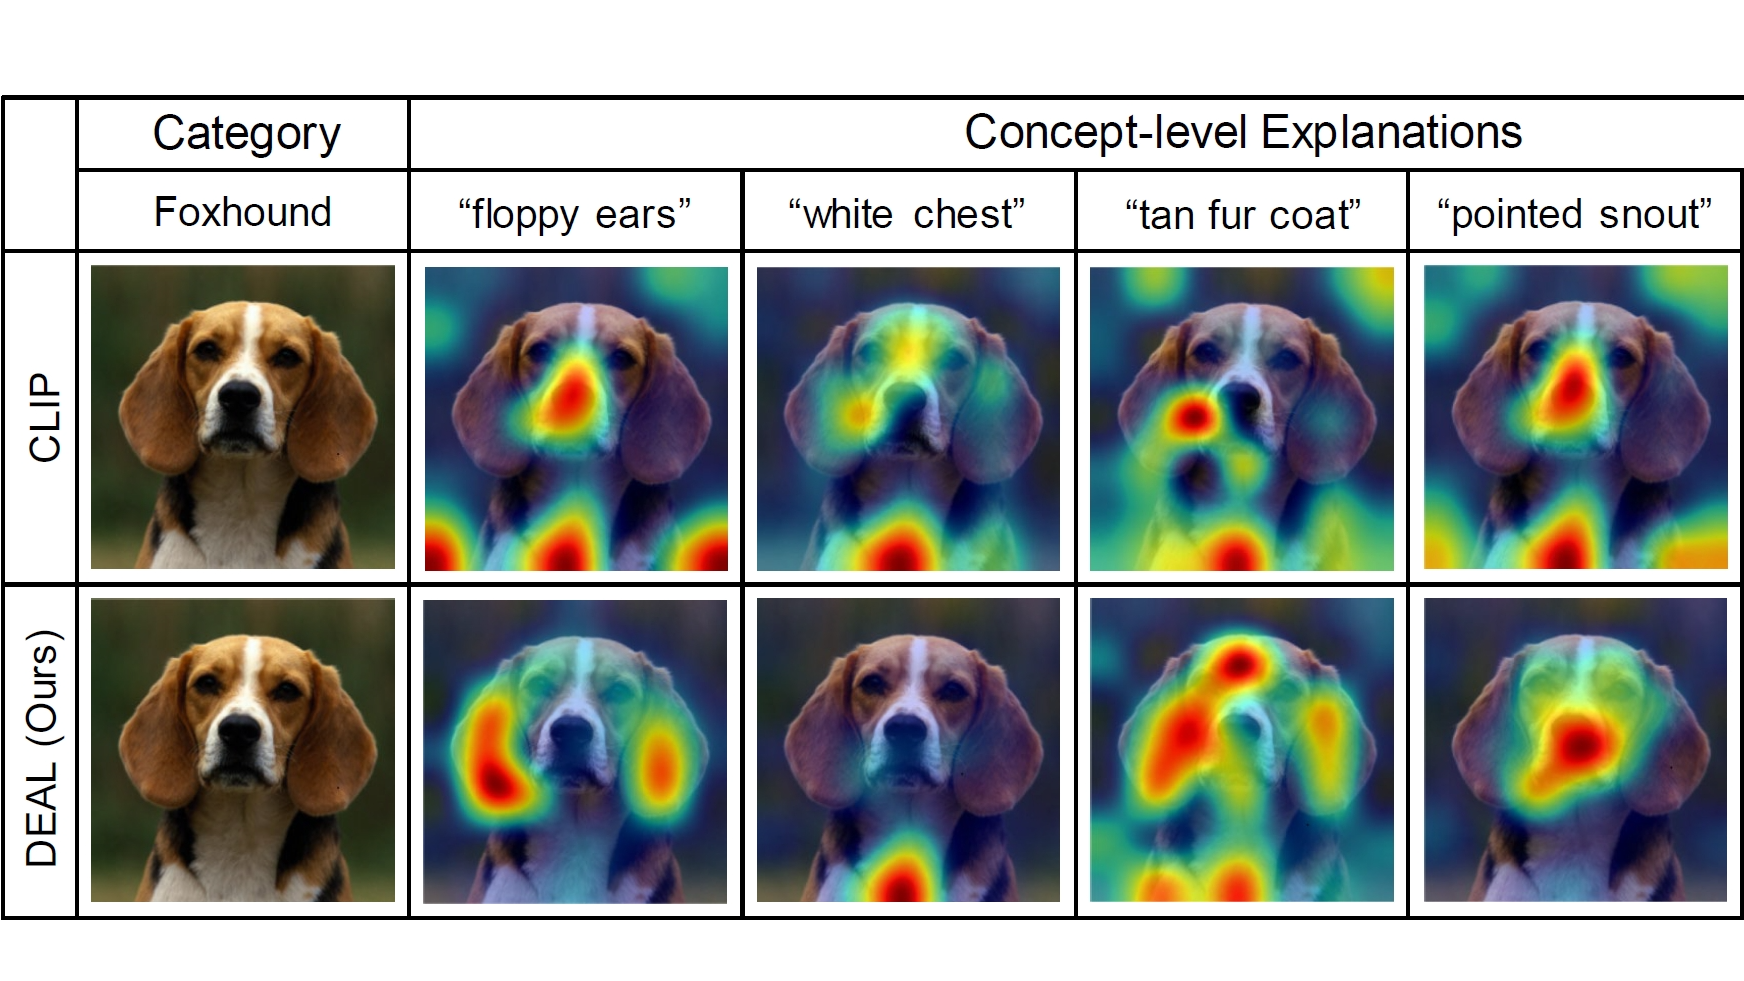 Category
Concept-level Explanations
Foxhound
“floppy ears”
“white chest”
“tan fur coat”
“pointed snout”
CLIP
DEAL (Ours)